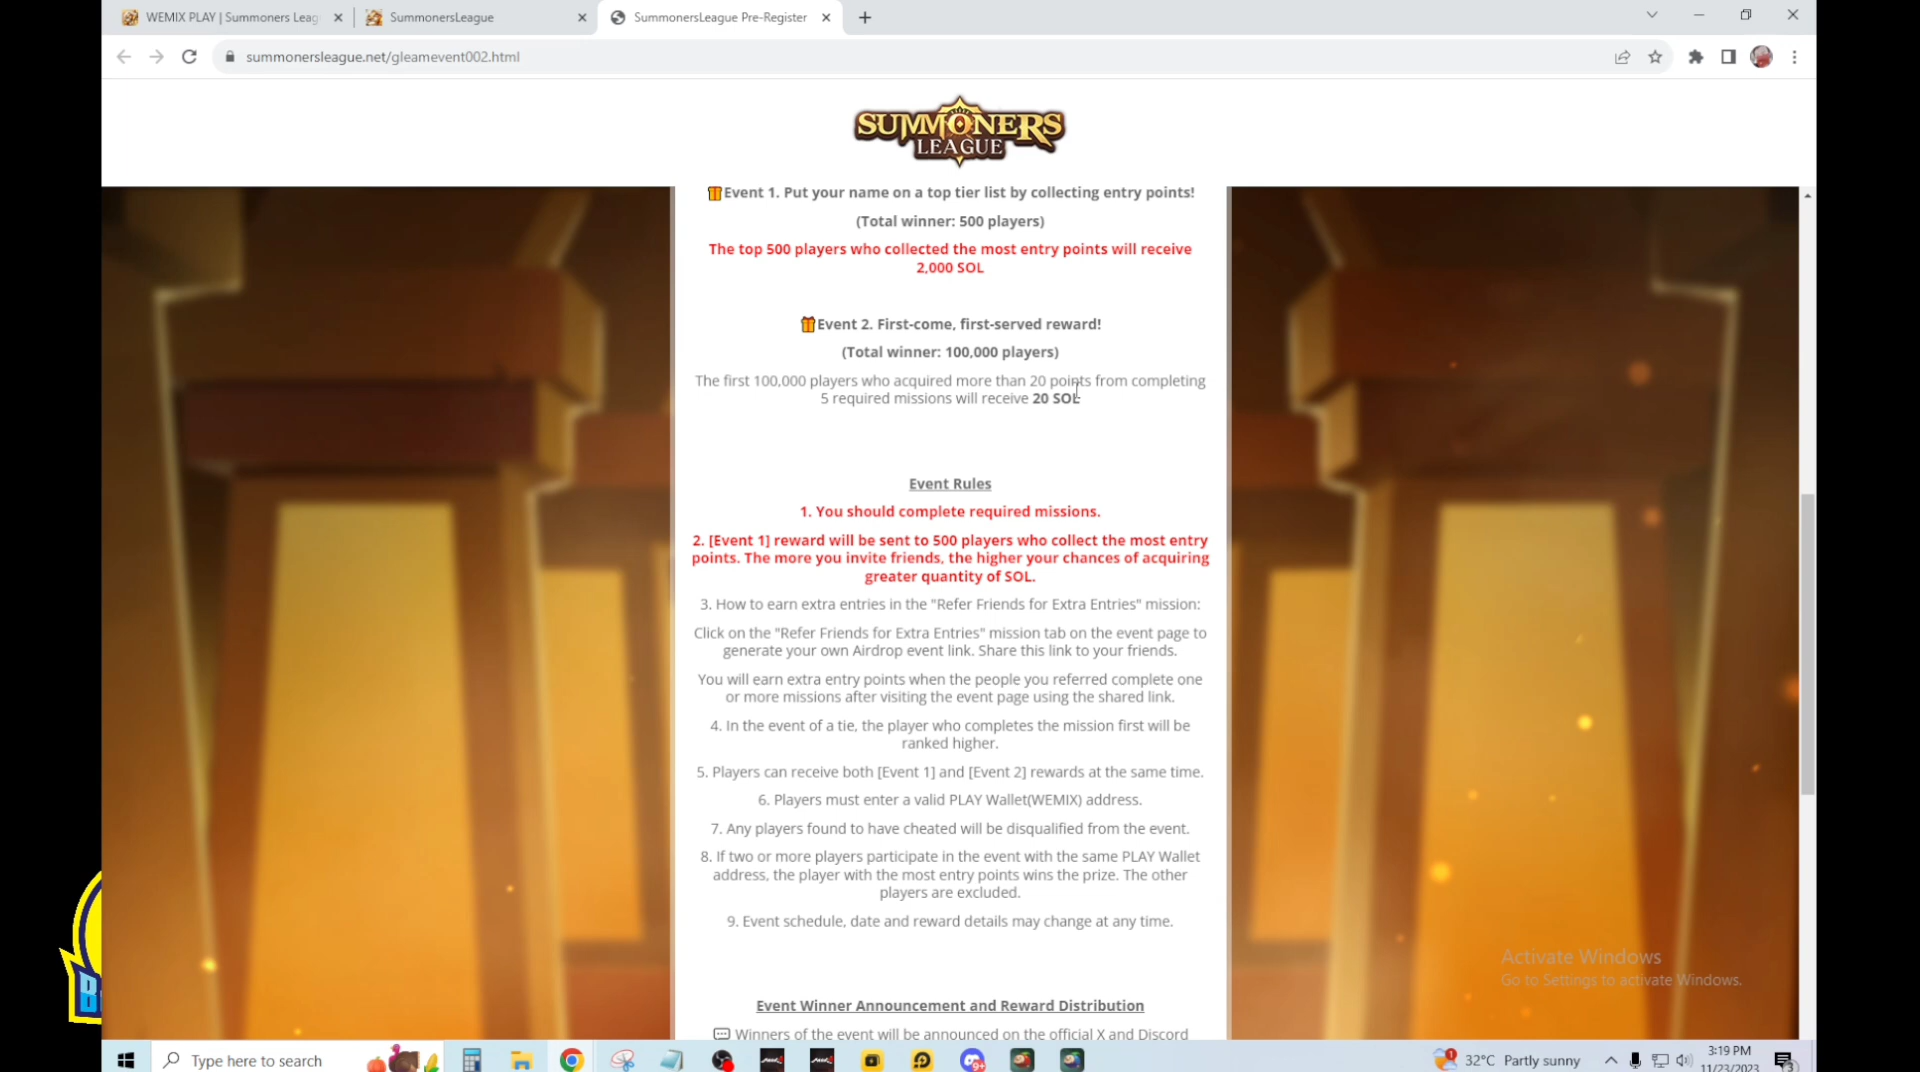 WEMIX PLAY | Summoners Leag
SummonersLeague
SummonersLeague Pre-Register
summonersleague.net/gleamevent002.html
SUMMONERS
LEAGUE
Event 1. Put your name on a top tier list by collecting entry points!
(Total winner: 500 players)
The top 500 players who collected the most entry points will receive
2,000 SOL
Event 2. First-come, first-served reward!
(Total winner: 100,000 players)
The first 100,000 players who acquired more than 20 points from completing
5 required missions will receive 20 SOL
Event Rules
1. You should complete required missions.
2. [Event 1] reward will be sent to 500 players who collect the most entry
points. The more you invite friends, the higher your chances of acquiring
greater quantity of SOL.
3. How to earn extra entries in the "Refer Friends for Extra Entries" mission:
Click on the "Refer Friends for Extra Entries" mission tab on the event page to
generate your own Airdrop event link. Share this link to your friends.
You will earn extra entry points when the people you referred complete one
or more missions after visiting the event page using the shared link.
4. In the event of a tie, the player who completes the mission first will be
ranked higher.
5. Players can receive both [Event 1] and [Event 2] rewards at the same time.
6. Players must enter a valid PLAY Wallet(WEMIX) address.
7. Any players found to have cheated will be disqualified from the event.
8. If two or more players participate in the event with the same PLAY Wallet
address, the player with the most entry points wins the prize. The other
players are excluded.
9. Event schedule, date and reward details may change at any time.
Activate Windows
Go to Settings to activate Windows.
Event Winner Announcement and Reward Distribution
Winners of the event will be announced on the official X and Discord
B
Type here to search
32°C Partly sunny
3:19 PM
11/23/2023